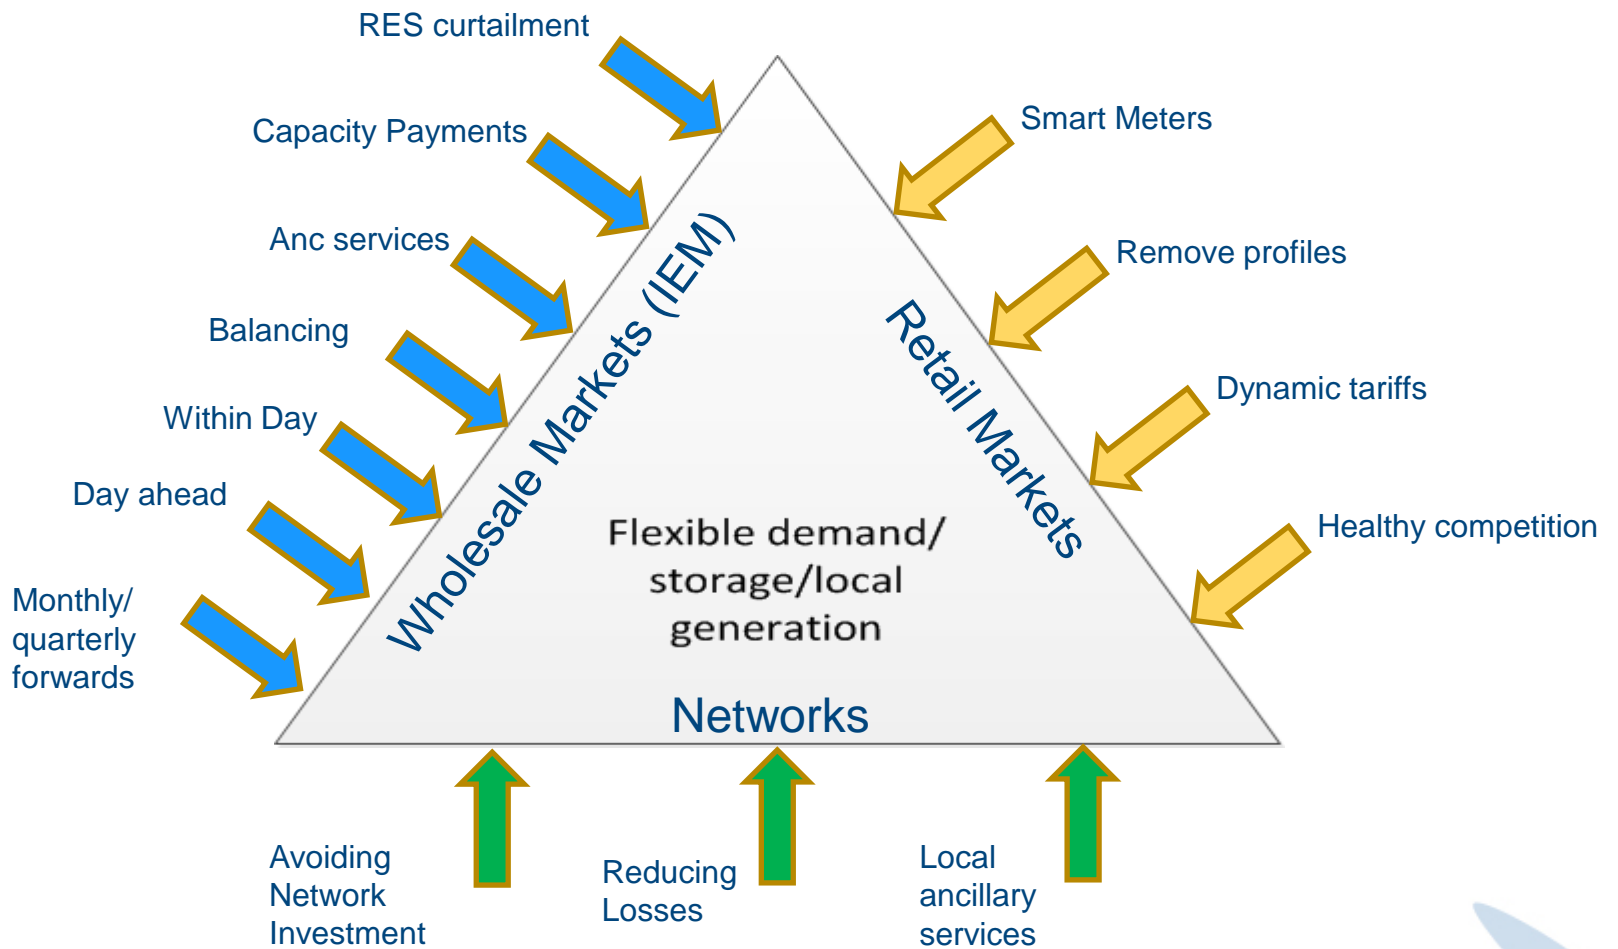 RES curtailment
Capacity Payments
Anc services
Balancing
Within Day
Day ahead
Monthly/
quarterly
forwards
Wholesale Markets (IEM)
Smart Meters
Remove profiles
Dynamic tariffs
Healthy competition
Retail Markets
Flexible demand/
storage/local
generation
Networks
Avoiding
Network
Investment
Reducing
Losses
Local
ancillary
services